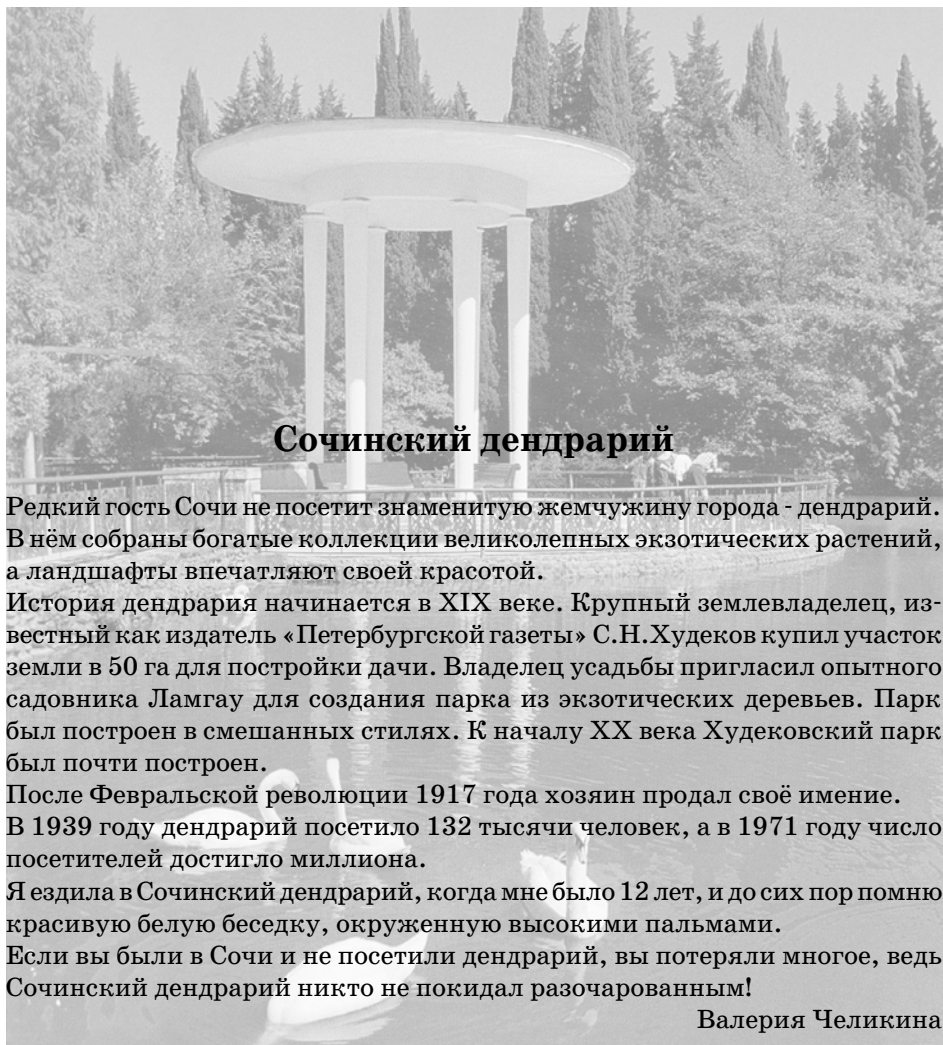 Сочинский дендрарий
Редкий гость Сочи не посетит знаменитую жемчужину города - дендрарий.
В нём собраны богатые коллекции великолепных экзотических растений,
а ландшафты впечатляют своей красотой.
История дендрария начинается в XIX веке. Крупный землевладелец, из-
вестный как издатель «Петербургской газеты» С.Н.Худеков купил участок
земли в 50 га для постройки дачи. Владелец усадьбы пригласил опытного
садовника Ламгау для создания парка из экзотических деревьев. Парк
был построен в смешанных стилях. К началу XX века Худековский парк
был почти построен.
После Февральской революции 1917 года хозяин продал своё имение.
В 1939 году дендрарий посетило 132 тысячи человек, а в 1971 году число
посетителей достигло миллиона.
Я ездила в Сочинский дендрарий, когда мне было 12 лет, и до сих пор помню
красивую белую беседку, окруженную высокими пальмами.
Если вы были в Сочи и не посетили дендрарий, вы потеряли многое, ведь
Сочинский дендрарий никто не покидал разочарованным!
Валерия Челикина